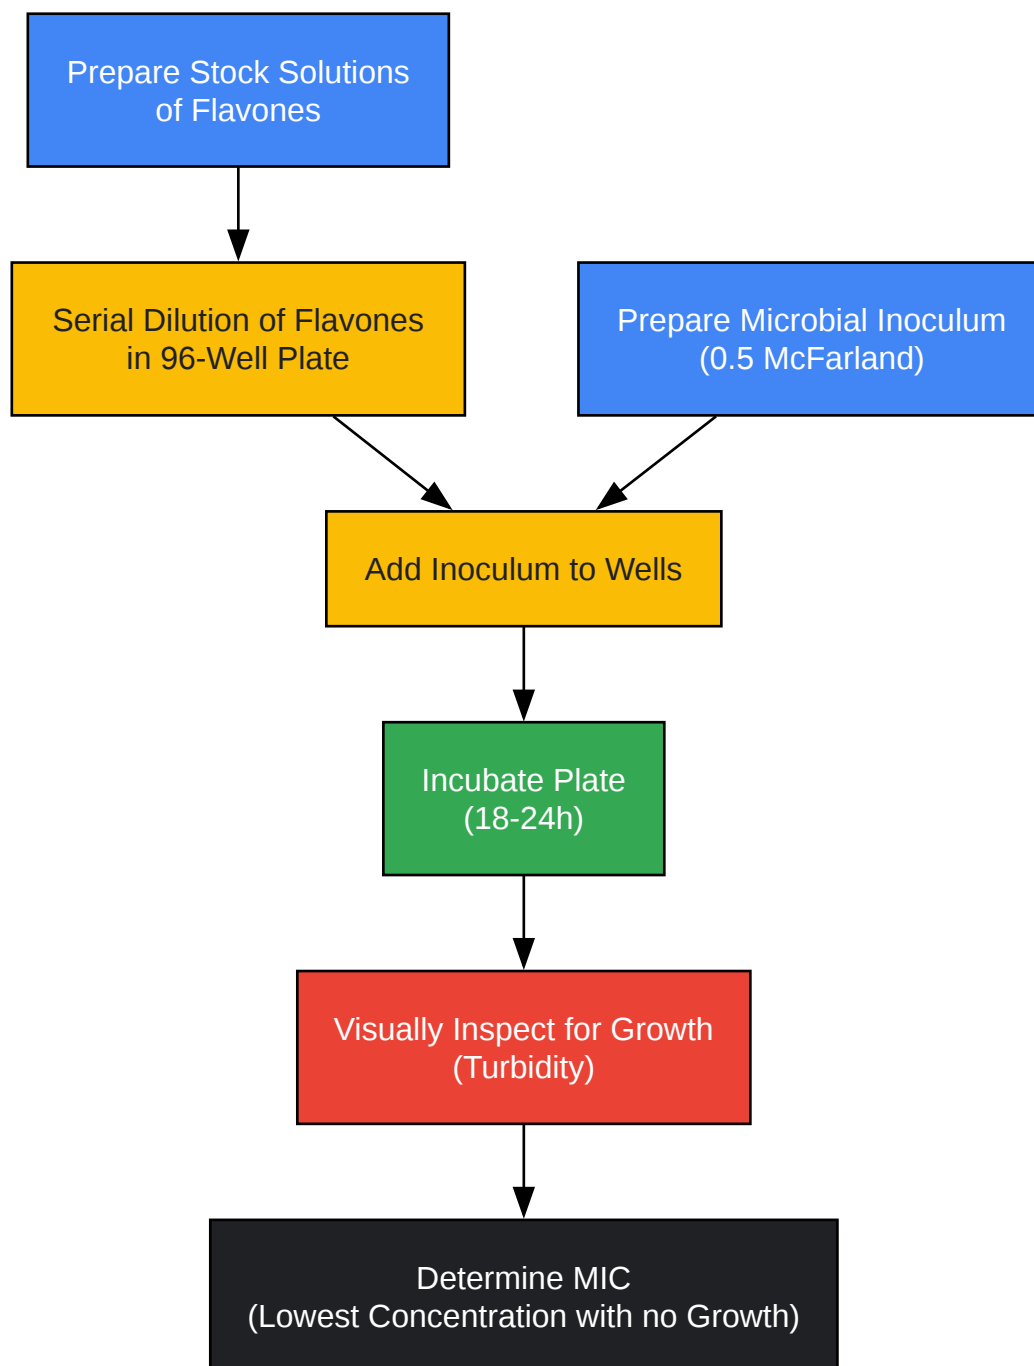 Prepare Stock Solutions
of Flavones
Serial Dilution of Flavones
in 96-Well Plate
Prepare Microbial Inoculum
(0.5 McFarland)
Add Inoculum to Wells
Incubate Plate
(18-24h)
Visually Inspect for Growth
(Turbidity)
Determine MIC
(Lowest Concentration with no Growth)